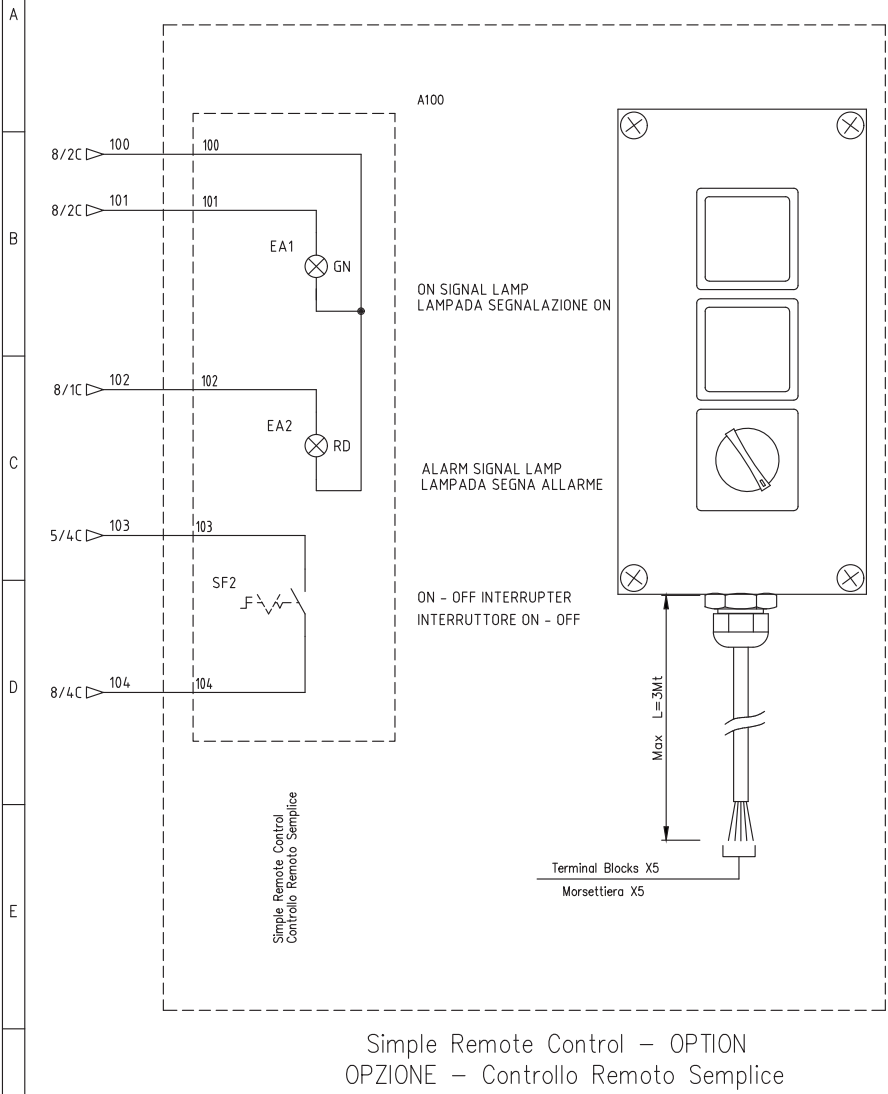 A
A100
8/2C 100 100
8/2C 101 101
B
EA1
GN
ON SIGNAL LAMP
LAMPADA SEGNALAZIONE ON
8/1C 102 102
EA2
RD
C
ALARM SIGNAL LAMP
LAMPADA SEGNA ALLARME
5/4C 103 103
SF2
ON - OFF INTERRUPTER
INTERRUTTORE ON - OFF
D
8/4C 104 104
Max L=3Mt
Simple Remote Control
Controllo Remoto Semplice
Terminal Blocks X5
Morsettiera X5
E
Simple Remote Control - OPTION
OPZIONE - Controllo Remoto Semplice